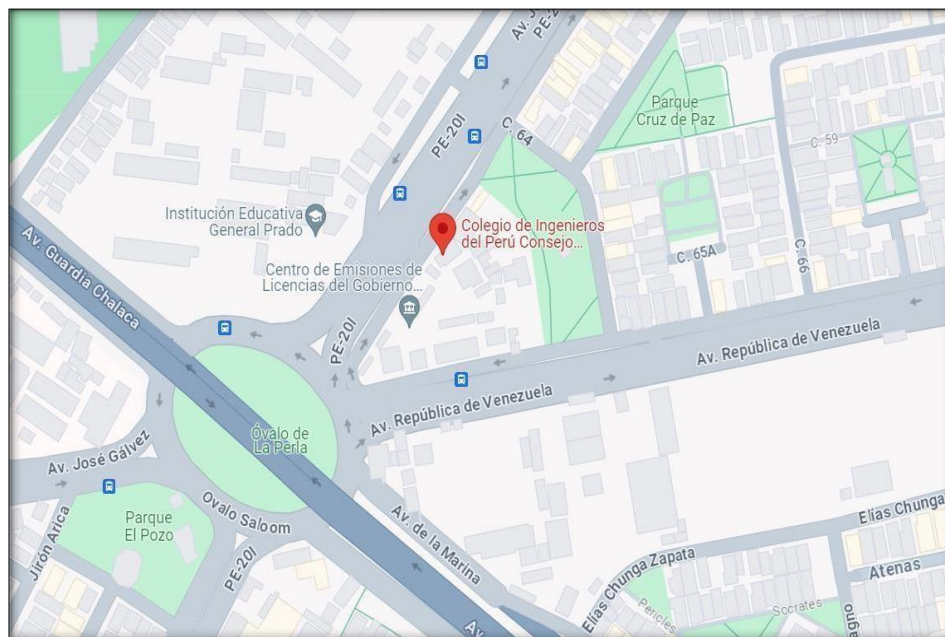 Av. J
PE-2
PE-20I
C. 64
Parque
Cruz de Paz
C. 59
Institución Educativa
General Prado
Colegio de Ingenieros
del Perú Consejo...
Centro de Emisiones de
Licencias del Gobierno...
C. 65A
C. 66
Av. Guardia Chalaca
PE-20I
Av. República de Venezuela
Av. República de Venezuela
Óvalo de
La Perla
Av. José Gálvez
Ovalo Saloom
Parque
El Pozo
Jirón Arica
PE-20I
Av. de la Marina
Av
Elías Chunga Zapata
Elías Chunga
Atenas
Pericles
Socrates
ougn